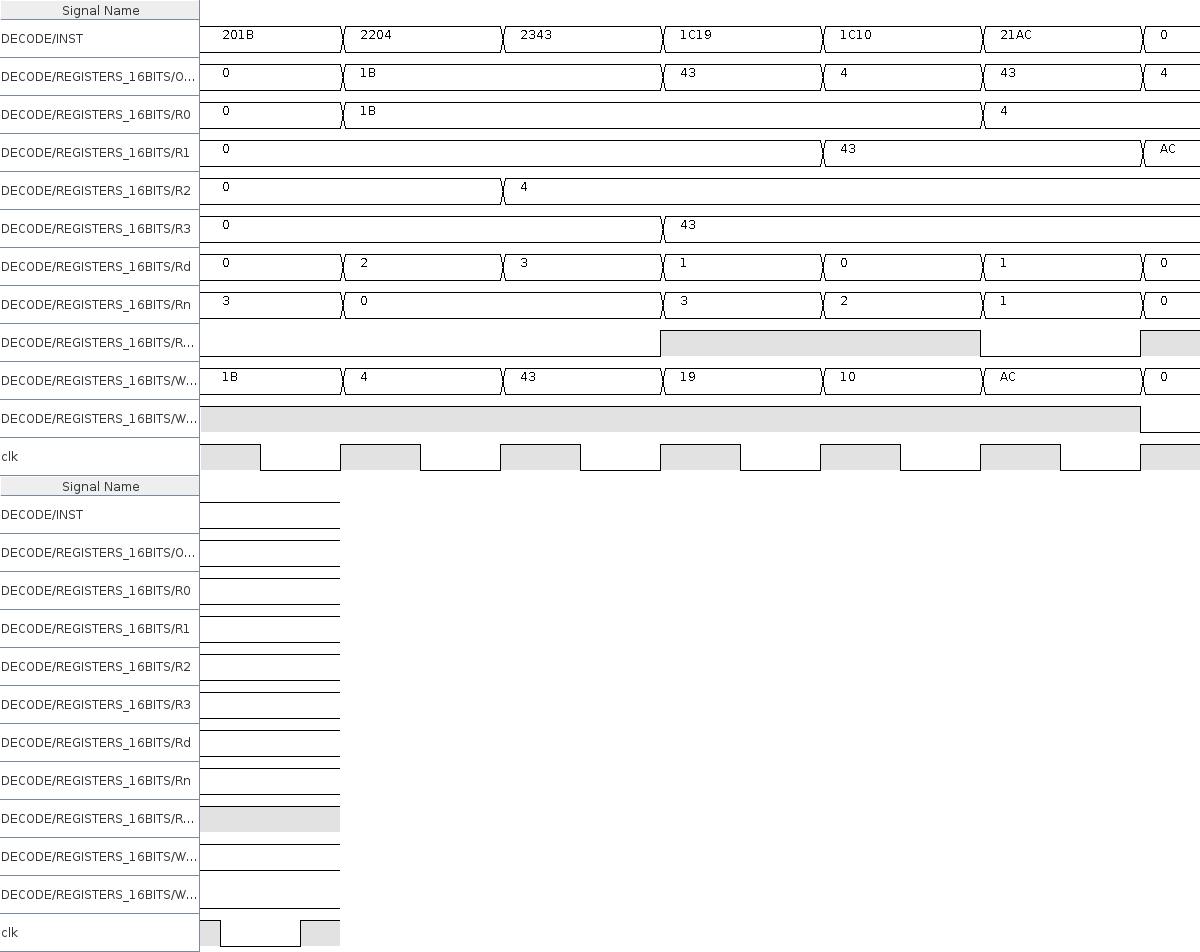 Signal Name
DECODE/INST 201B 2204 2343 1C19 1C10 21AC 0
DECODE/REGISTERS_16BITS/O... 0 1B 43 4 43 4
DECODE/REGISTERS_16BITS/R0 0 1B 4
DECODE/REGISTERS_16BITS/R1 0 43 AC
DECODE/REGISTERS_16BITS/R2 0 4
DECODE/REGISTERS_16BITS/R3 0 43
DECODE/REGISTERS_16BITS/Rd 0 2 3 1 0 1 0
DECODE/REGISTERS_16BITS/Rn 3 0 3 2 1 0
DECODE/REGISTERS_16BITS/R...
DECODE/REGISTERS_16BITS/W... 1B 4 43 19 10 AC 0
DECODE/REGISTERS_16BITS/W...
clk
Signal Name
DECODE/INST
DECODE/REGISTERS_16BITS/O...
DECODE/REGISTERS_16BITS/R0
DECODE/REGISTERS_16BITS/R1
DECODE/REGISTERS_16BITS/R2
DECODE/REGISTERS_16BITS/R3
DECODE/REGISTERS_16BITS/Rd
DECODE/REGISTERS_16BITS/Rn
DECODE/REGISTERS_16BITS/R...
DECODE/REGISTERS_16BITS/W...
DECODE/REGISTERS_16BITS/W...
clk